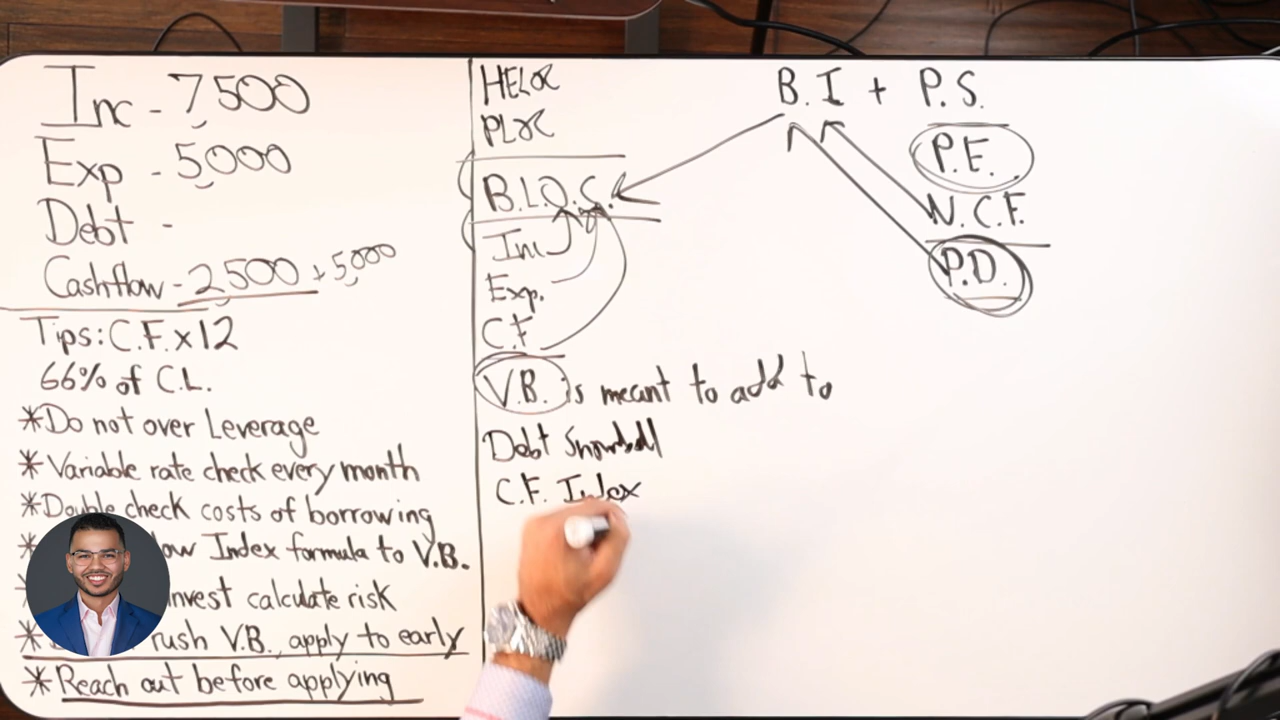 Inc - 7,500
Exp - 5,000
Debt -
Cashflow - 2,500 + 5,000
Tips: C.F. x 12
66% of C.L.
*Do not over Leverage
*Variable rate check every month
*Double check costs of borrowing
* Index formula to V.B.
invest calculate risk
* rush V.B., apply to early
*Reach out before applying
HELOC
PLOC
B.L.O.C.
Inc
Exp.
C.F
V.B. is meant to add to
Debt Snowball
C.F. Index
B.I + P.S.
P.E.
N.C.F.
P.D.